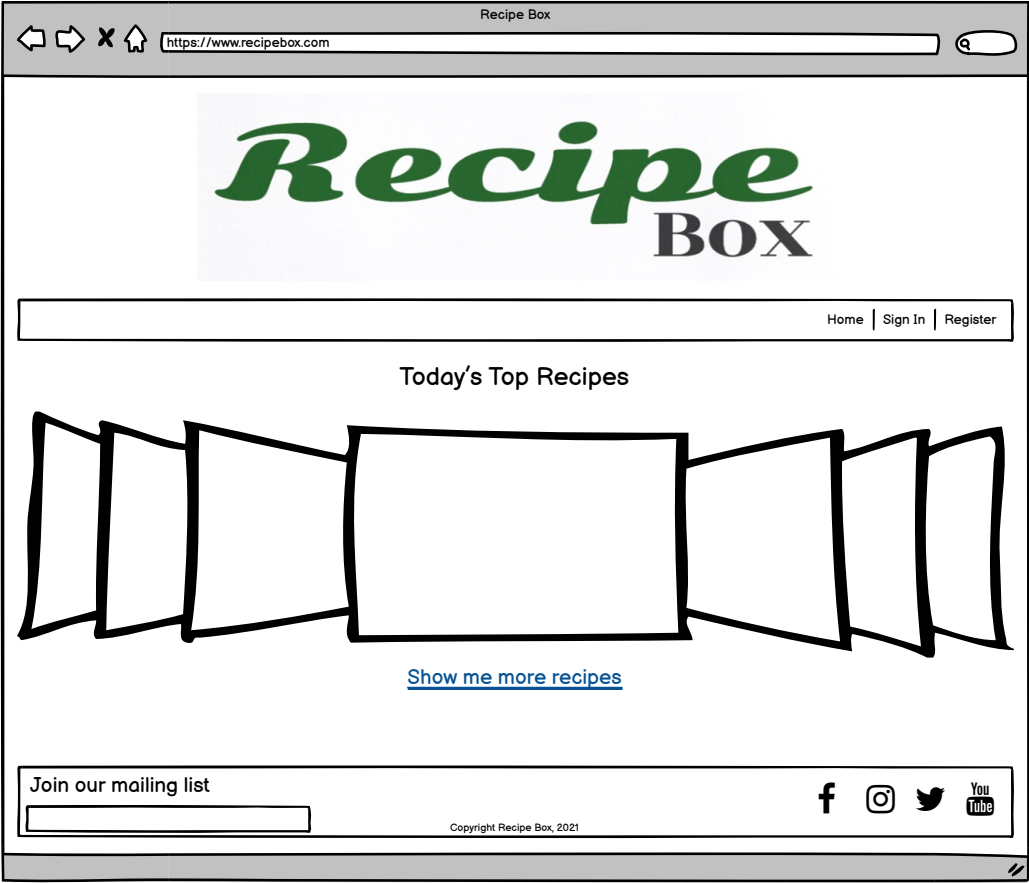 Recipe Box
https://www.recipebox.com
Recipe
Box
Home | Sign In | Register
Today's Top Recipes
Show me more recipes
Join our mailing list
You
Tube
Copyright Recipe Box, 2021